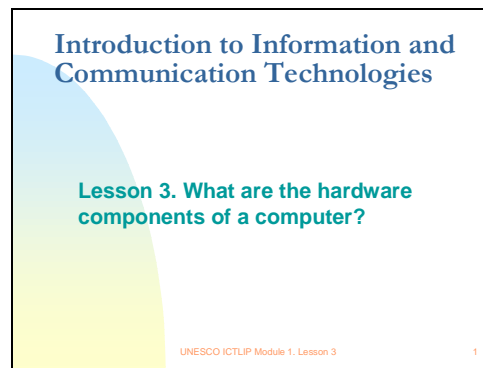 Introduction to Information and
Communication Technologies
Lesson 3. What are the hardware
components of a computer?
UNESCO ICTLIP Module 1. Lesson 3
1